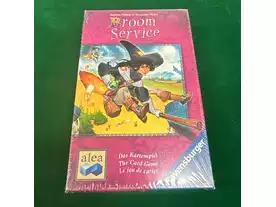 Broom
Service
alea
Das Kartenspiel
The Card Game
Le jeu de cartes
Ravensburger